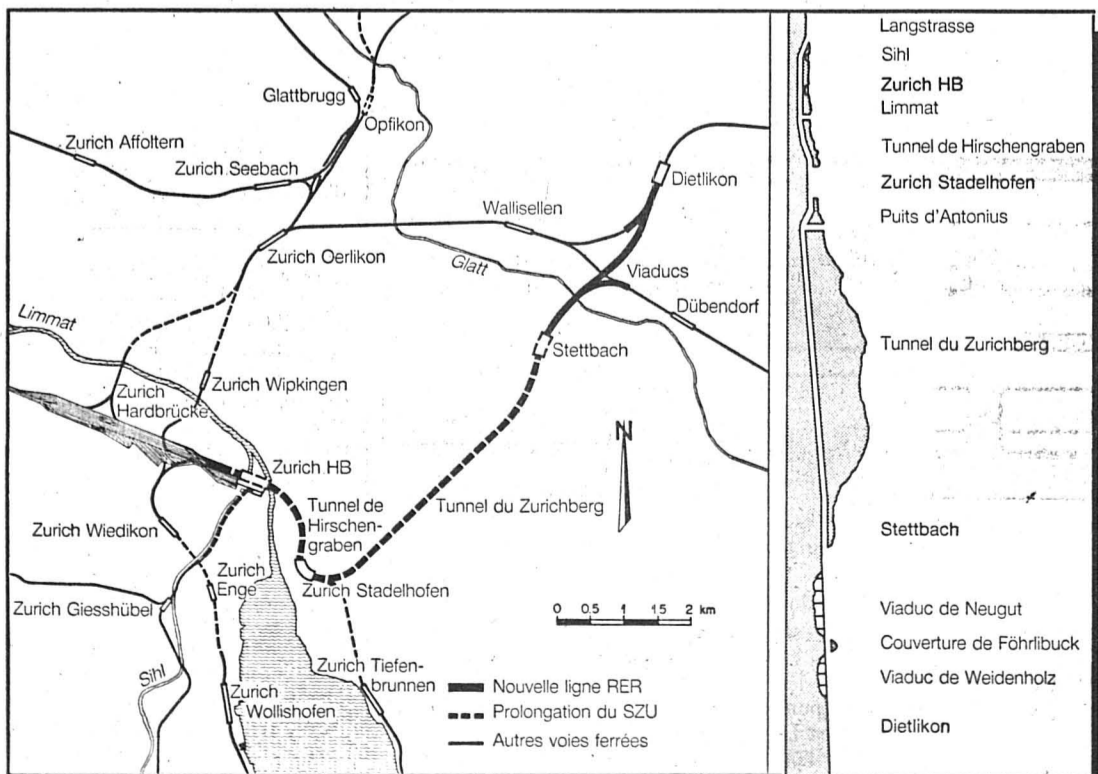 Glattbrugg
Opfikon
Zurich Affoltern
Zurich Seebach
Dietlikon
Wallisellen
Zurich Oerlikon
Glatt
Viaducs
Dübendorf
Limmat
Stettbach
Zurich Wipkingen
Zurich
Hardbrücke
N
Zurich HB
Tunnel de
Hirschen-
graben
Tunnel du Zurichberg
Zurich Wiedikon
Zurich
Enge
Zurich Stadelhofen
Zurich Giesshübel
0 0.5 1 1.5 2 km
Sihl
Zurich Tiefen-
brunnen
Zurich
Wollishofen
Nouvelle ligne RER
Prolongation du SZU
Autres voies ferrées
Langstrasse
Sihl
Zurich HB
Limmat
Tunnel de Hirschengraben
Zurich Stadelhofen
Puits d'Antonius
Tunnel du Zurichberg
Stettbach
Viaduc de Neugut
Couverture de Föhrlibuck
Viaduc de Weidenholz
Dietlikon